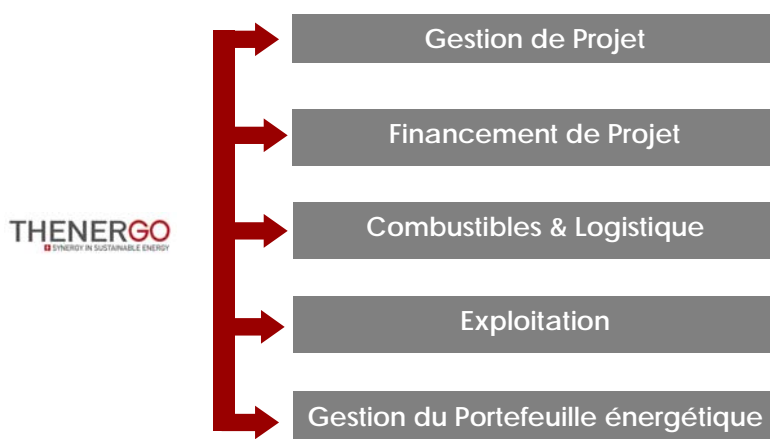 Gestion de Projet
Financement de Projet
THENERGO
SYNERGY IN SUSTAINABLE ENERGY
Combustibles & Logistique
Exploitation
Gestion du Portefeuille énergétique